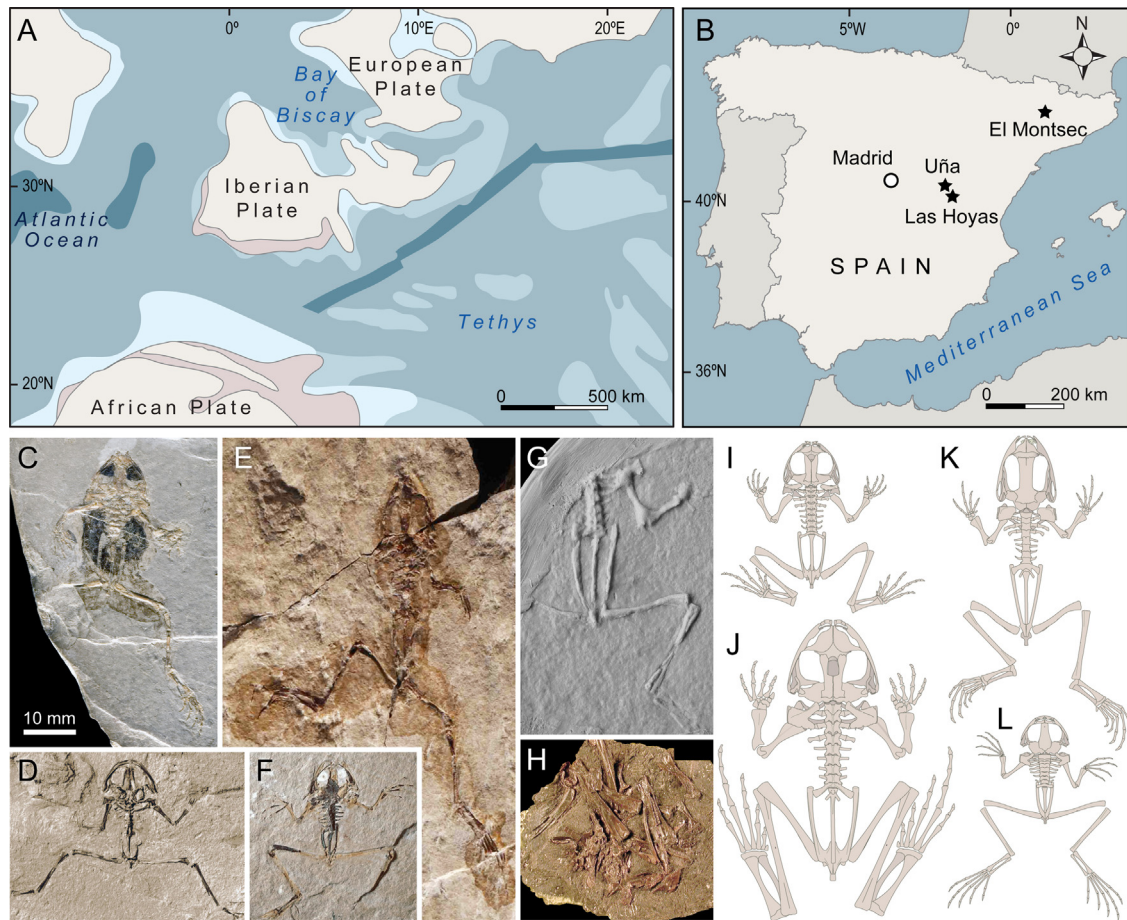 A
0º
10ºE
20ºE
Bay
of
Biscay
European
Plate
30ºN
Iberian
Plate
Atlantic
Ocean
Tethys
20ºN
African Plate
0
500 km
B
5ºW
0º
N
El Montsec
Madrid
Uña
40ºN
Las Hoyas
SPAIN
Mediterranean Sea
36ºN
0
200 km
C
10 mm
D
E
F
G
H
I
J
K
L